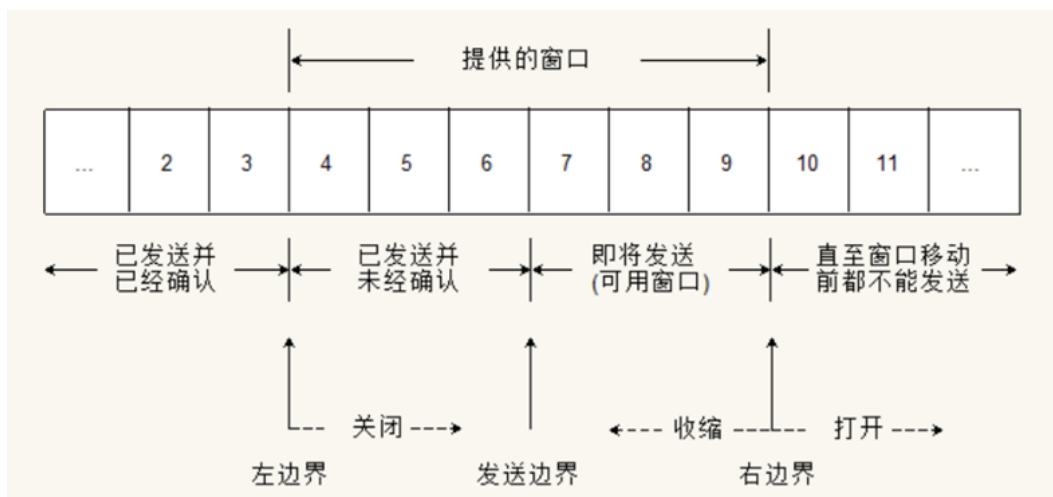 提供的窗口
... 2 3 4 5 6 7 8 9 10 11 ...
已发送并 已发送并 即将发送 直至窗口移动
已经确认 未经确认 (可用窗口) 前都不能发送
关闭 收缩 打开
左边界 发送边界 右边界